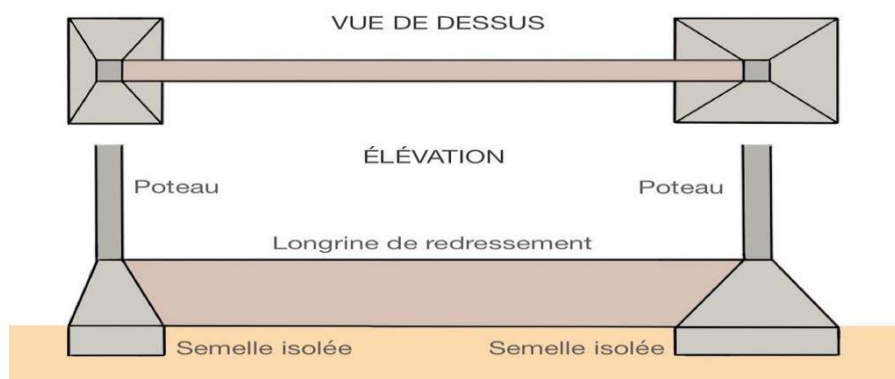 VUE DE DESSUS
ÉLÉVATION
Poteau
Poteau
Longrine de redressement
Semelle isolée
Semelle isolée